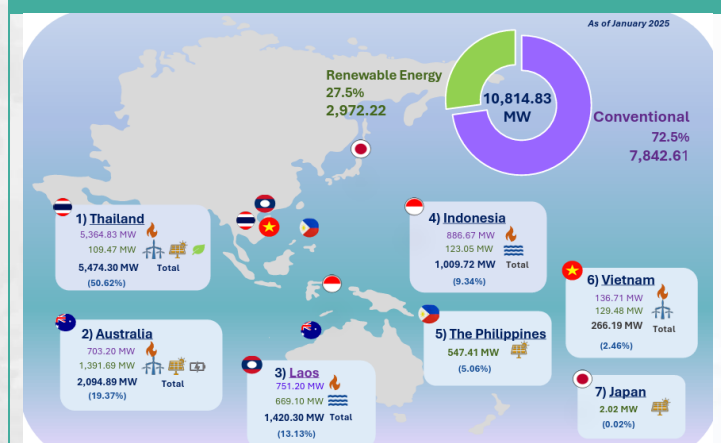 As of January 2025
Renewable Energy
27.5%
2,972.22
10,814.83
MW
Conventional
72.5%
7,842.61
1) Thailand
5,364.83 MW
109.47 MW
5,474.30 MW Total
(50.62%)
2) Australia
703.20 MW
1,391.69 MW
2,094.89 MW Total
(19.37%)
3) Laos
751.20 MW
669.10 MW
1,420.30 MW Total
(13.13%)
4) Indonesia
886.67 MW
123.05 MW
1,009.72 MW Total
(9.34%)
5) The Philippines
547.41 MW
(5.06%)
6) Vietnam
136.71 MW
129.48 MW
266.19 MW Total
(2.46%)
7) Japan
2.02 MW
(0.02%)